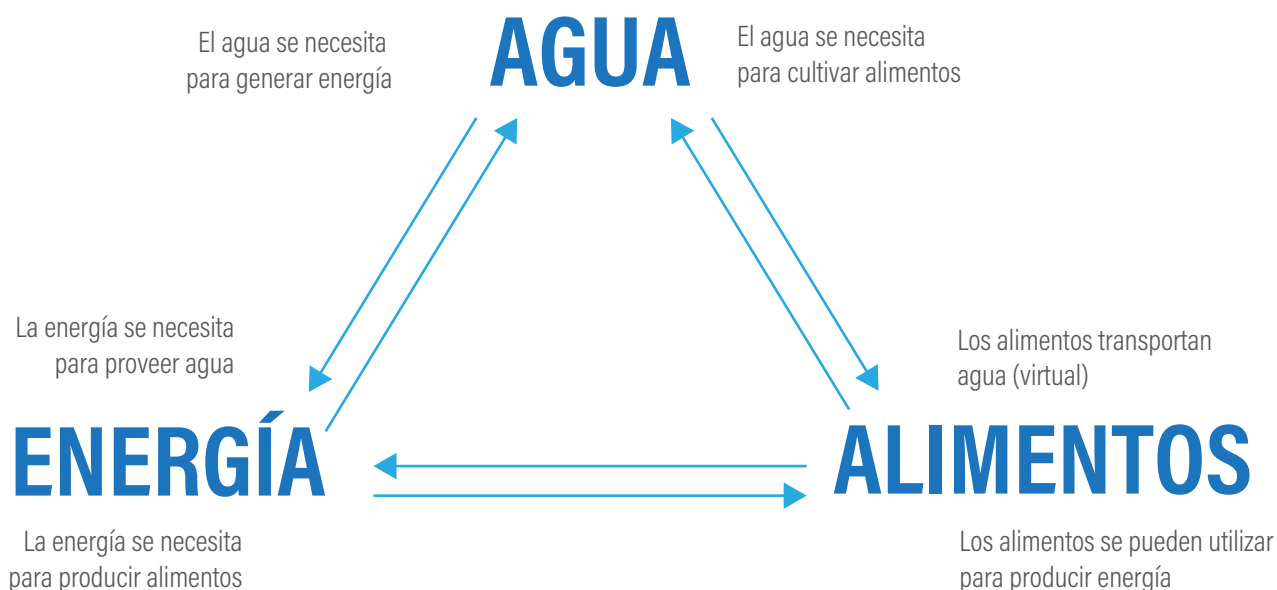 El agua se necesita
para generar energía
AGUA
El agua se necesita
para cultivar alimentos
La energía se necesita
para proveer agua
Los alimentos transportan
agua (virtual)
ENERGÍA
ALIMENTOS
La energía se necesita
para producir alimentos
Los alimentos se pueden utilizar
para producir energía